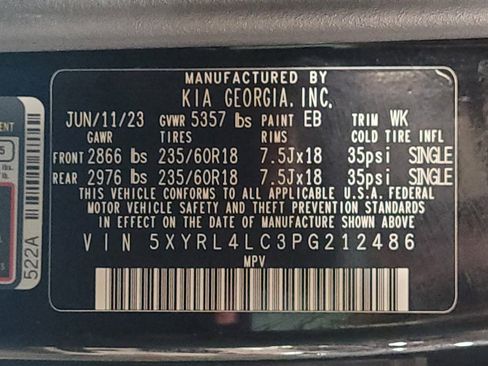 MANUFACTURED BY
KIA GEORGIA, INC.
JUN/11/23 GVWR 5357 lbs PAINT EB TRIM WK
GAWR TIRES RIMS COLD TIRE INFL
FRONT 2866 lbs 235/60R18 7.5Jx18 35psi SINGLE
REAR 2976 lbs 235/60R18 7.5Jx18 35psi SINGLE
THIS VEHICLE CONFORMS TO ALL APPLICABLE U.S.A. FEDERAL
MOTOR VEHICLE SAFETY AND THEFT PREVENTION STANDARDS
IN EFFECT ON THE DATE OF MANUFACTURE SHOWN ABOVE.
VIN 5XYRL4LC3PG212486
MPV
522A